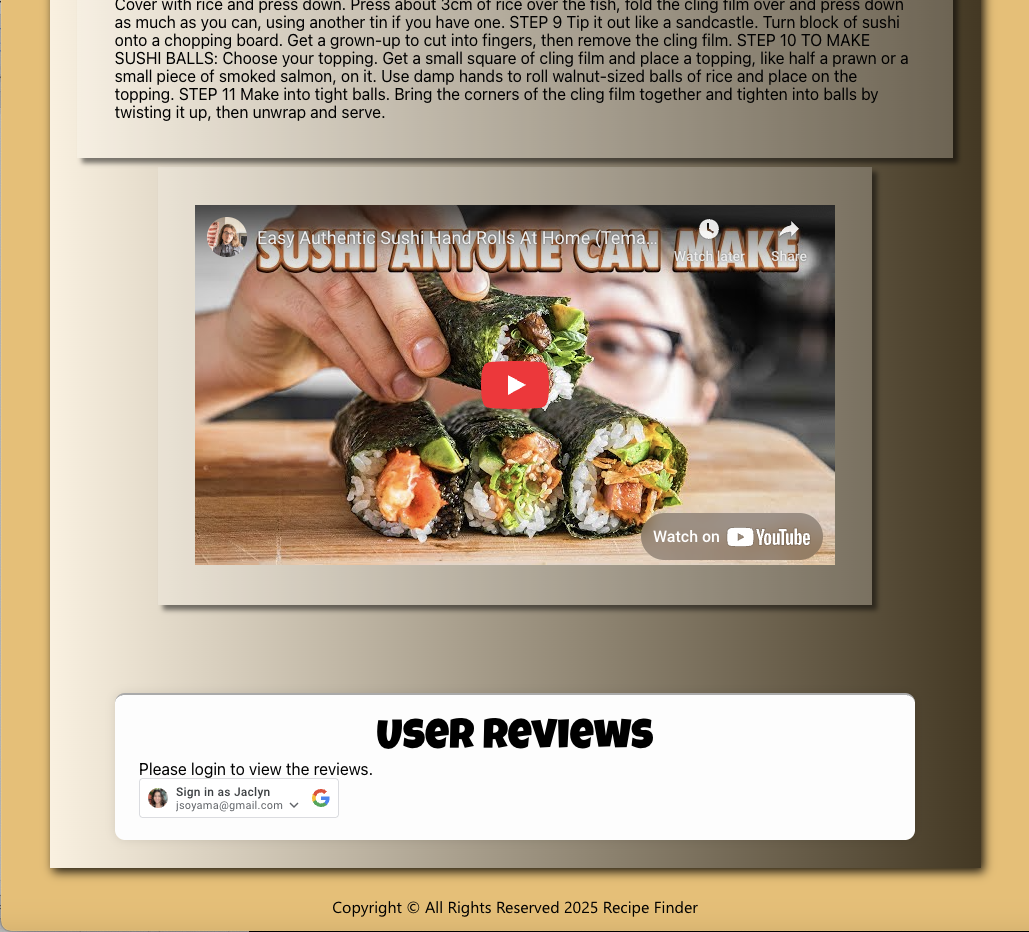 Cover with rice and press down. Press about 3cm of rice over the fish, fold the cling film over and press down
as much as you can, using another tin if you have one. STEP 9 Tip it out like a sandcastle. Turn block of sushi
onto a chopping board. Get a grown-up to cut into fingers, then remove the cling film. STEP 10 TO MAKE
SUSHI BALLS: Choose your topping. Get a small square of cling film and place a topping, like half a prawn or a
small piece of smoked salmon, on it. Use damp hands to roll walnut-sized balls of rice and place on the
topping. STEP 11 Make into tight balls. Bring the corners of the cling film together and tighten into balls by
twisting it up, then unwrap and serve.
Easy Authentic Sushi Hand Rolls At Home (Tema...
SUSHI ANYONE CAN MAKE
Watch later
Share
Watch on YouTube
User Reviews
Please login to view the reviews.
Sign in as Jaclyn
jsoyama@gmail.com
Copyright © All Rights Reserved 2025 Recipe Finder